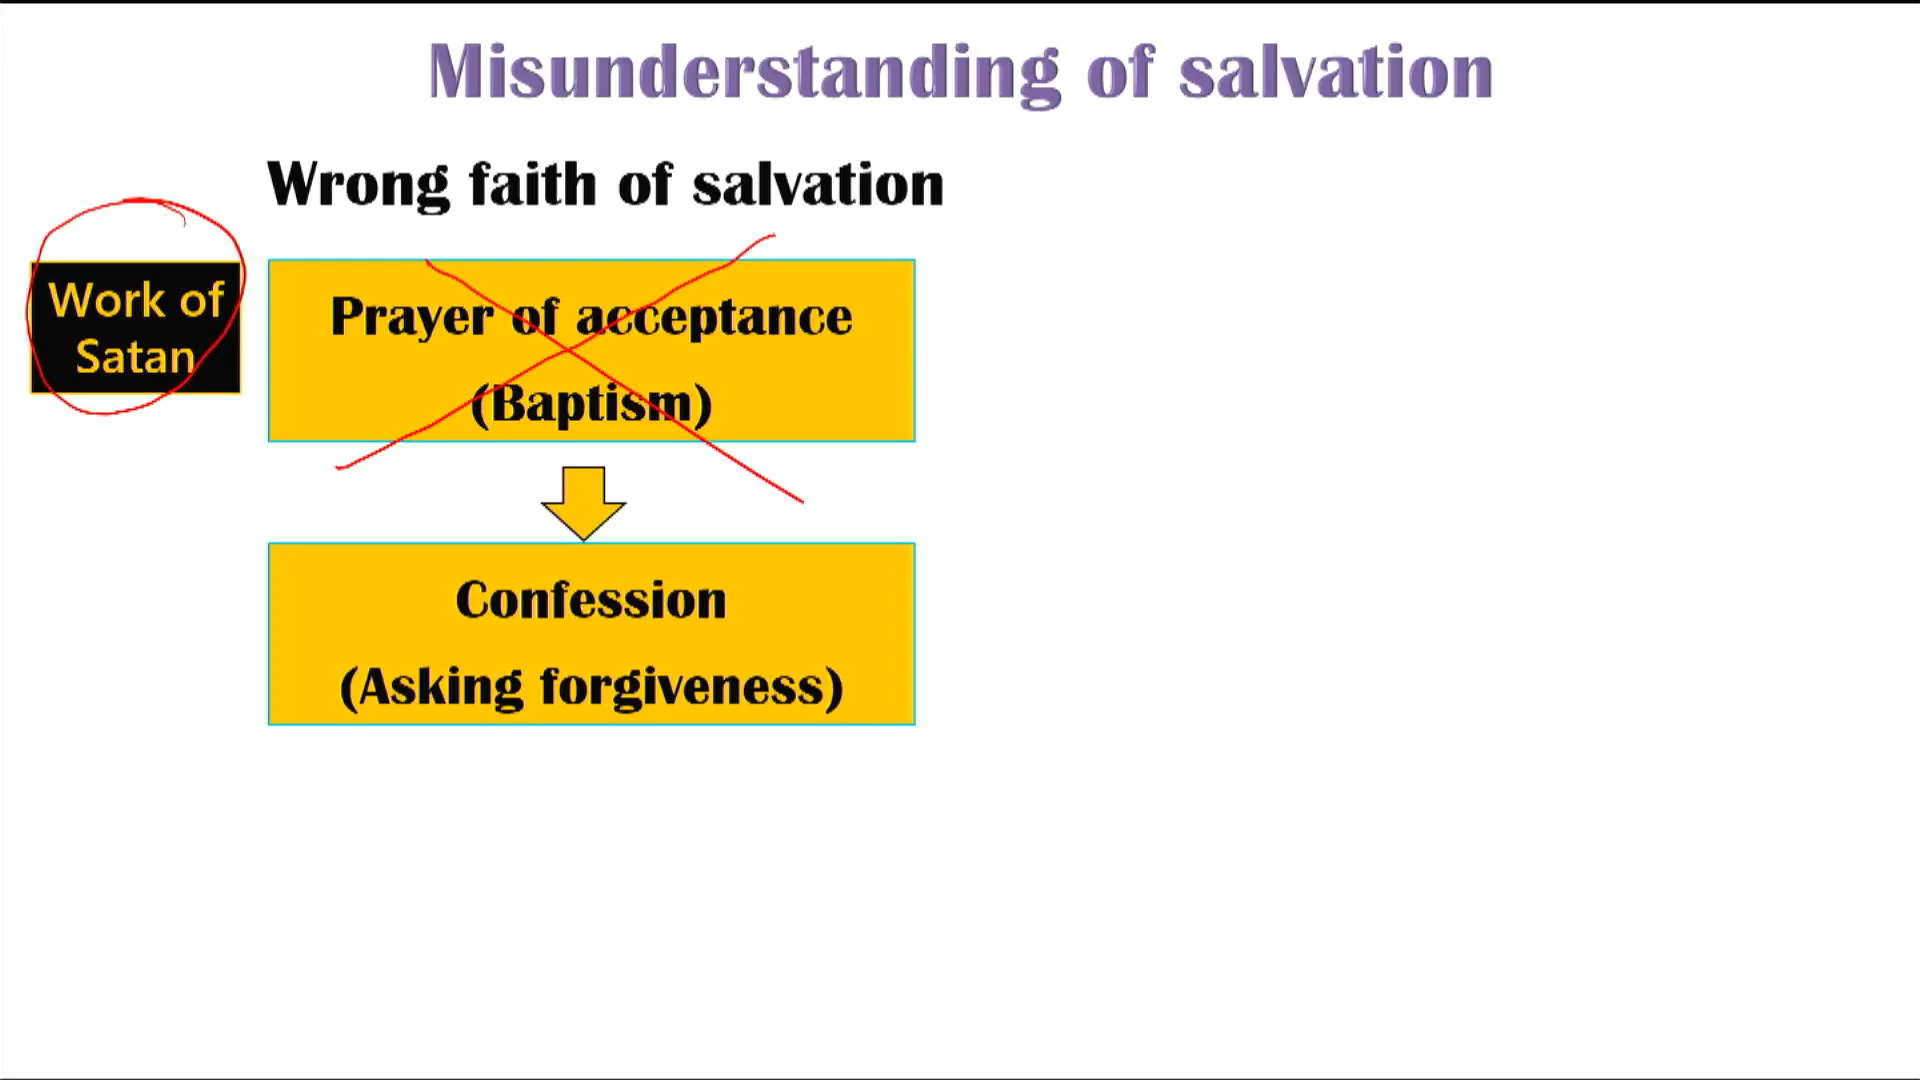 Misunderstanding of salvation
Wrong faith of salvation
Work of
Satan
Prayer of acceptance
(Baptism)
Confession
(Asking forgiveness)